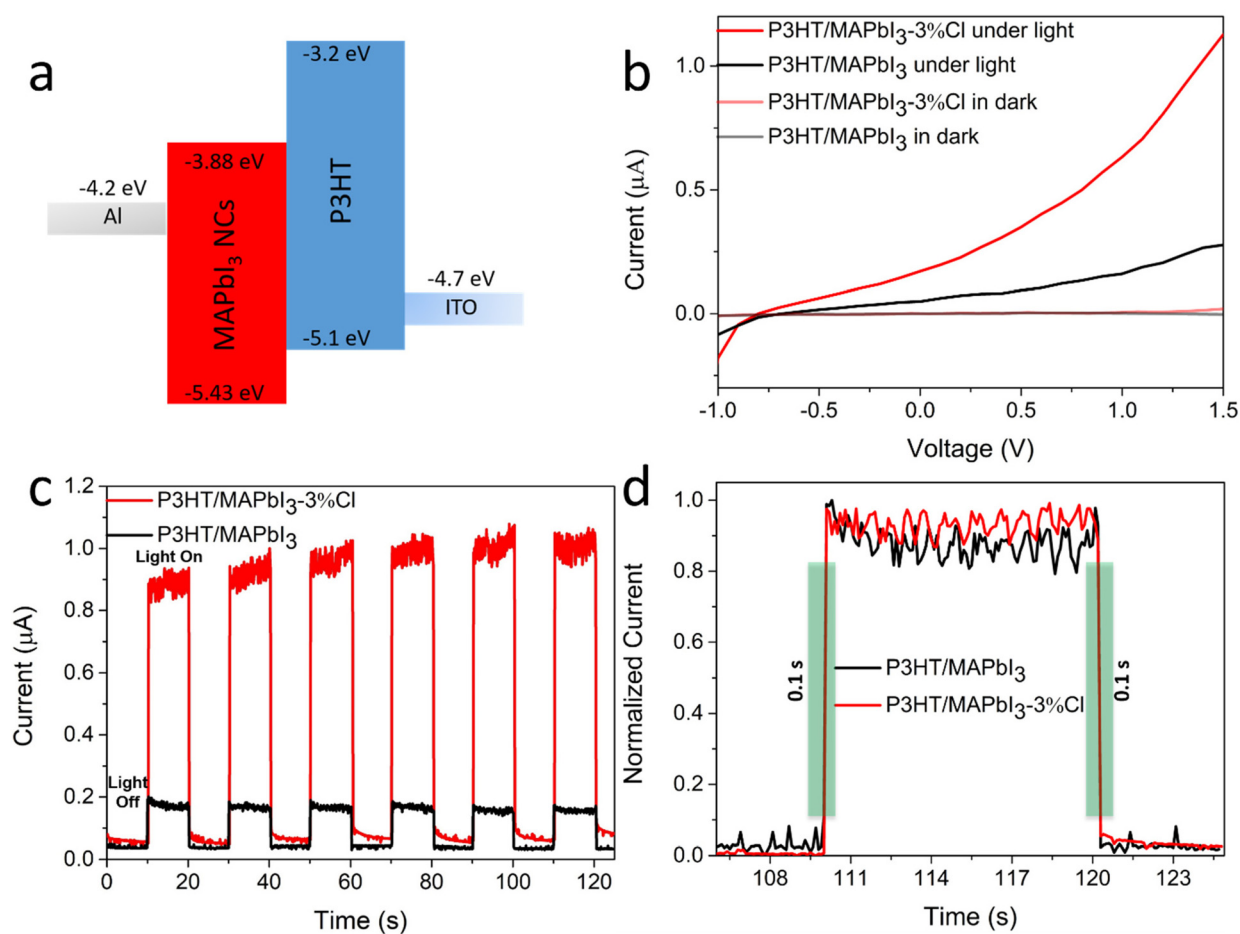 a
-3.2 eV
-3.88 eV
-4.2 eV
Al
MAPbI3 NCs
P3HT
-4.7 eV
ITO
-5.1 eV
-5.43 eV
b
P3HT/MAPbI3-3%Cl under light
P3HT/MAPbI3 under light
P3HT/MAPbI3-3%Cl in dark
P3HT/MAPbI3 in dark
1.0
0.5
0.0
Current (μA)
-1.0 -0.5 0.0 0.5 1.0 1.5
Voltage (V)
c
P3HT/MAPbI3-3%Cl
P3HT/MAPbI3
Light On
Light
Off
1.2
1.0
0.8
0.6
0.4
0.2
0.0
Current (μA)
0 20 40 60 80 100 120
Time (s)
d
1.0
0.8
0.6
0.4
0.2
0.0
Normalized Current
0.1 s
P3HT/MAPbI3
P3HT/MAPbI3-3%Cl
0.1 s
108 111 114 117 120 123
Time (s)